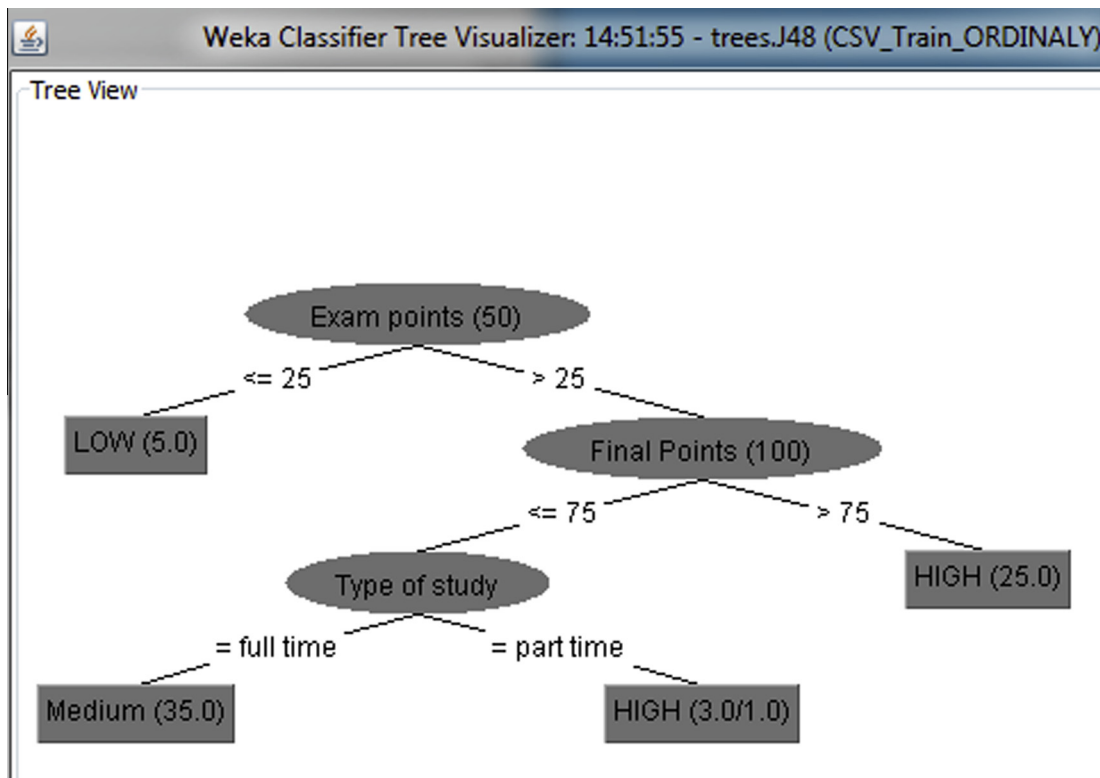 Weka Classifier Tree Visualizer: 14:51:55 - trees.J48 (CSV_Train_ORDINALY)
Tree View
Exam points (50)
<= 25
> 25
LOW (5.0)
Final Points (100)
<= 75
> 75
Type of study
HIGH (25.0)
= full time
= part time
Medium (35.0)
HIGH (3.0/1.0)